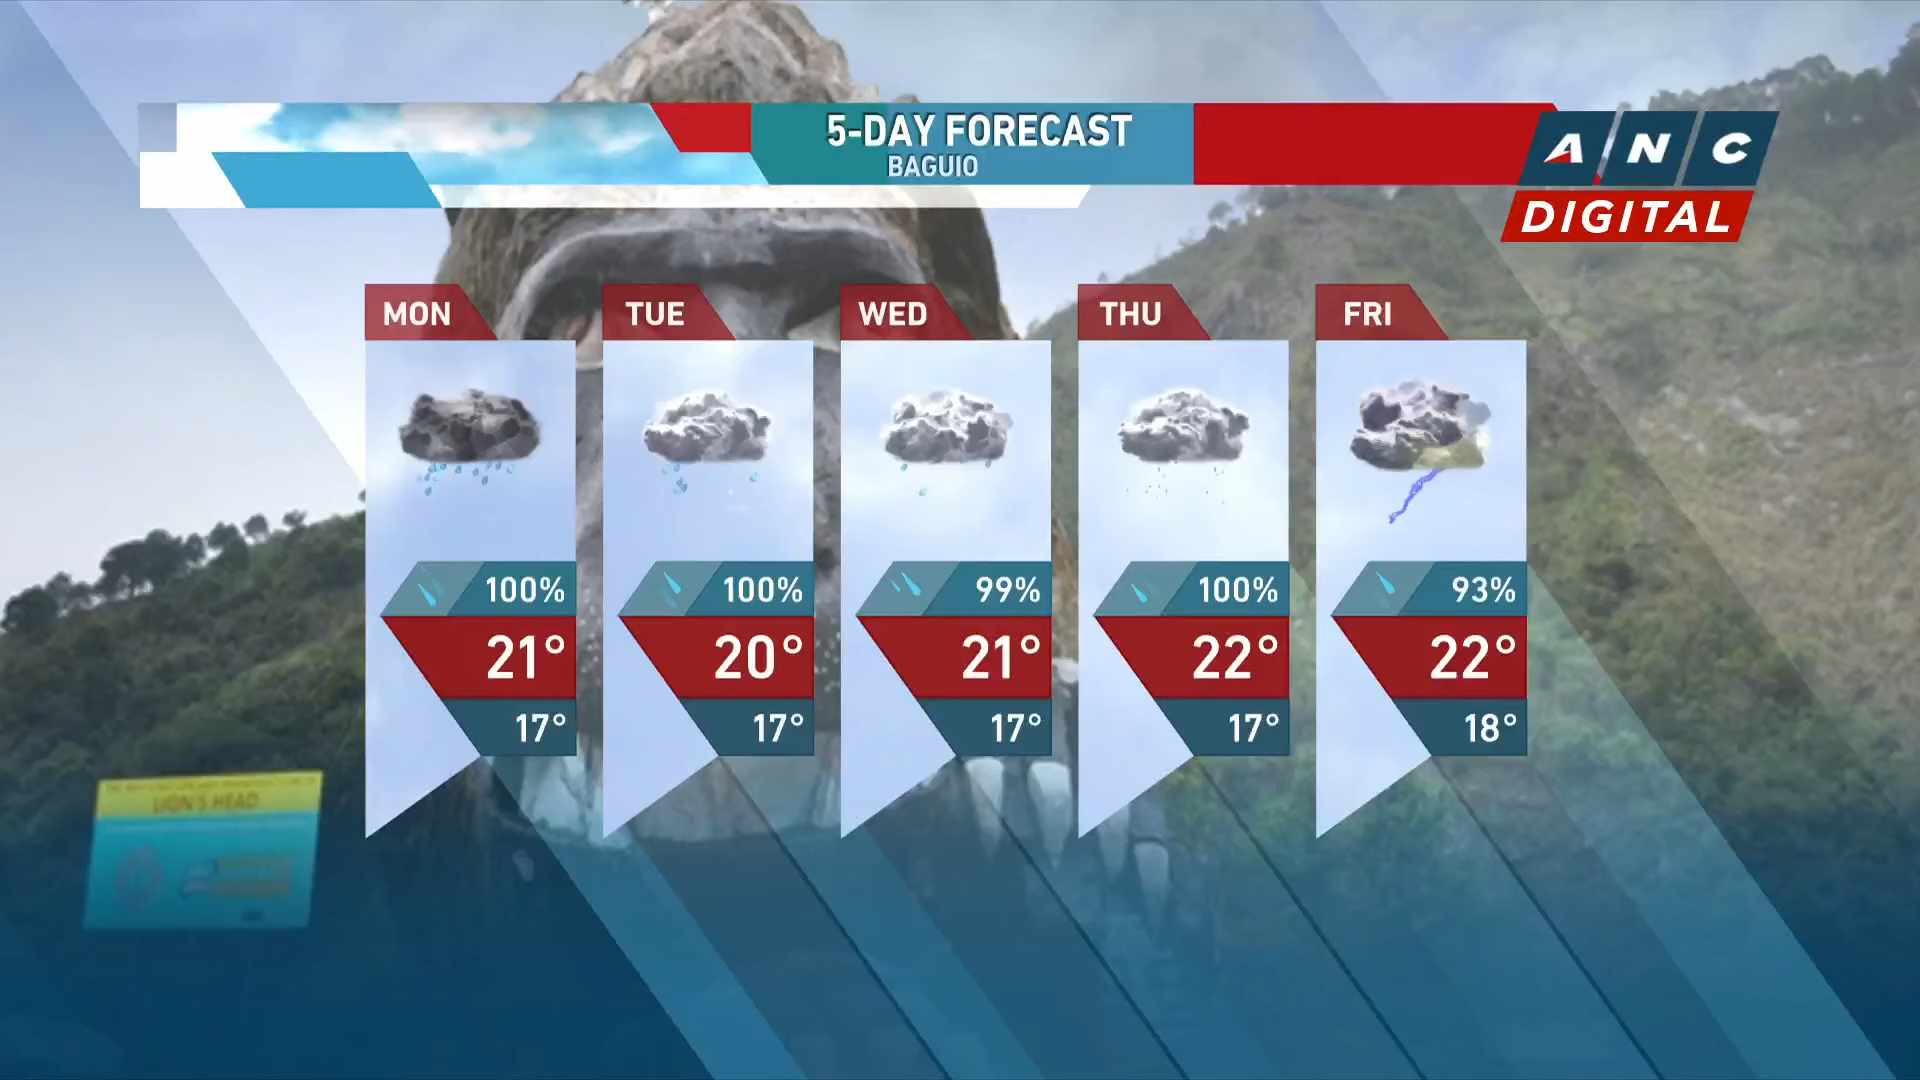 5-DAY FORECAST
BAGUIO
ANC
DIGITAL
MON
TUE
WED
THU
FRI
100%
100%
99%
100%
93%
21°
20°
21°
22°
22°
17°
17°
17°
17°
18°
LION'S HEAD